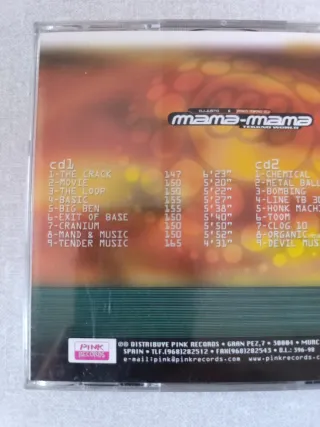 mama-mama
TEKKNO WORLD
cd1
1-THE CRACK 147 6'23"
2-MOVIE 150 5'20"
3-THE LOOP 150 5'22"
4-BASIC 155 5'27"
5-BIG BEN 155 5'38"
6-EXIT OF BASE 150 5'40"
7-CRANIUM 150 5'50"
8-MAND & MUSIC 150 5'52"
9-TENDER MUSIC 165 4'31"
cd2
1-CHEMICAL
2-METAL BALL
3-BOMBING
4-LINE TB 30
5-HONK MACHI
6-TOOM
7-CLOG 10
8-ORGANIC
9-DEVIL MUS
PINK
RECORDS
DISTRIBUYE PINK RECORDS • GRAN PEZ,7 • 30004 • MURC
SPAIN • TLF.(968)282512 • FAX(968)282543 • D.L: 396-98
e-mail:pink@pinkrecords.com • www.pinkrecords.c